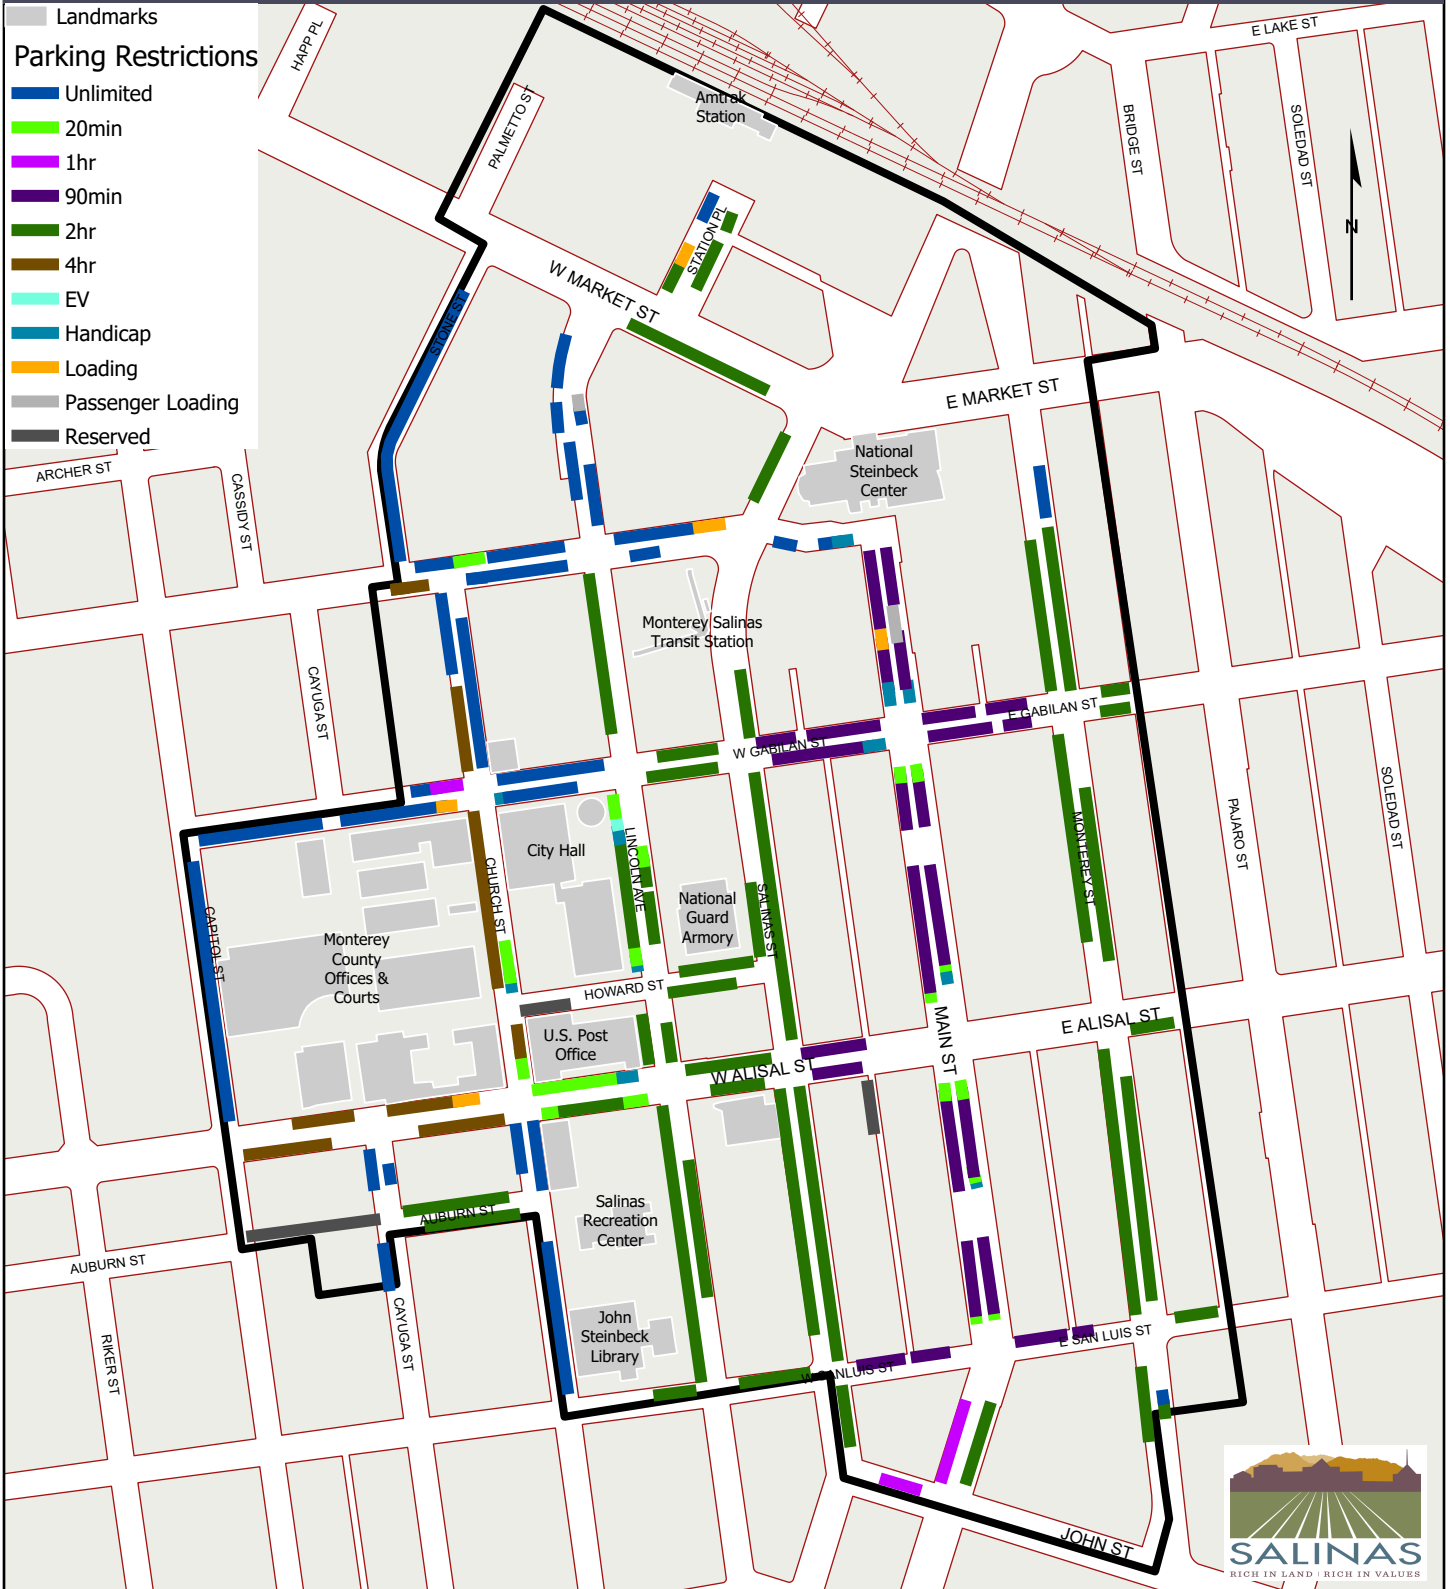 Landmarks
Parking Restrictions
Unlimited
20min
1hr
90min
2hr
4hr
EV
Handicap
Loading
Passenger Loading
Reserved
HAPP PL
PALMETTO ST
Amtrak
Station
E LAKE ST
BRIDGE ST
SOLEDAD ST
N
STATION PL
W MARKET ST
STONE ST
E MARKET ST
ARCHER ST
CASSIDY ST
National
Steinbeck
Center
Monterey Salinas
Transit Station
CAYUGA ST
E GABILAN ST
W GABILAN ST
PAJARO ST
SOLEDAD ST
MONTEREY ST
City Hall
LINCOLN AVE
CHURCH ST
National
Guard
Armory
SALINAS ST
CAPITOL ST
Monterey
County
Offices &
Courts
HOWARD ST
U.S. Post
Office
MAIN ST
E ALISAL ST
W ALISAL ST
Salinas
Recreation
Center
AUBURN ST
AUBURN ST
RIKER ST
CAYUGA ST
John
Steinbeck
Library
W SANLUIS ST
E SAN LUIS ST
JOHN ST
SALINAS
RICH IN LAND | RICH IN VALUES